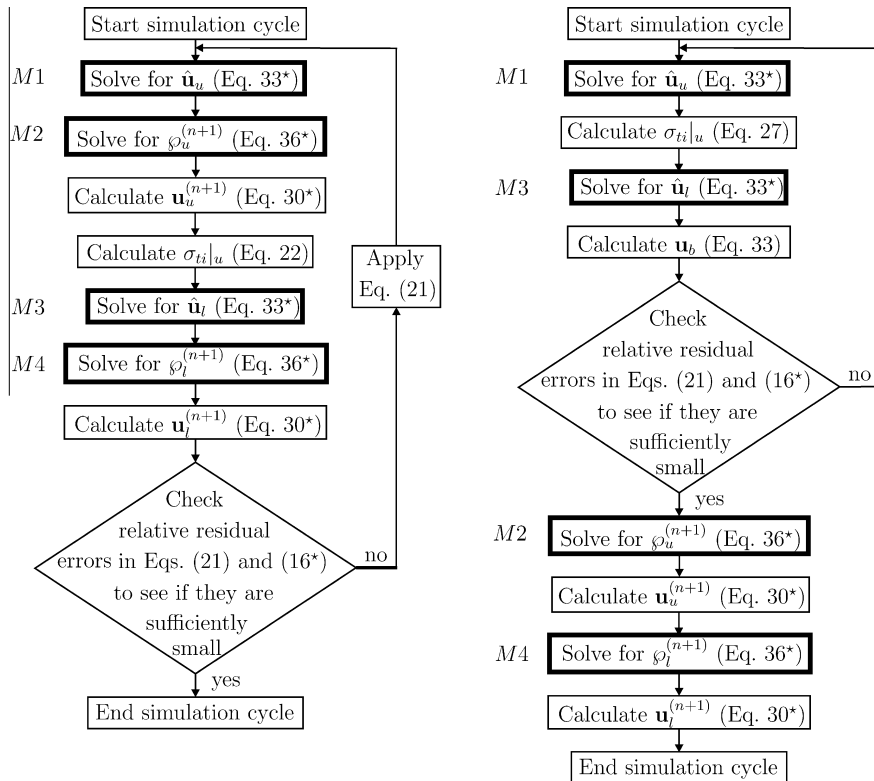 Start simulation cycle
M1
Solve for û_u (Eq. 33⋆)
M2
Solve for ℘_u^(n+1) (Eq. 36⋆)
Calculate u_u^(n+1) (Eq. 30⋆)
Calculate σ_ti|_u (Eq. 22)
M3
Solve for û_l (Eq. 33⋆)
M4
Solve for ℘_l^(n+1) (Eq. 36⋆)
Calculate u_l^(n+1) (Eq. 30⋆)
Check
relative residual
errors in Eqs. (21) and (16⋆)
to see if they are
sufficiently
small
no
Apply
Eq. (21)
yes
End simulation cycle
Start simulation cycle
M1
Solve for û_u (Eq. 33⋆)
Calculate σ_ti|_u (Eq. 27)
M3
Solve for û_l (Eq. 33⋆)
Calculate u_b (Eq. 33)
Check
relative residual
errors in Eqs. (21) and (16⋆)
to see if they are
sufficiently
small
no
yes
M2
Solve for ℘_u^(n+1) (Eq. 36⋆)
Calculate u_u^(n+1) (Eq. 30⋆)
M4
Solve for ℘_l^(n+1) (Eq. 36⋆)
Calculate u_l^(n+1) (Eq. 30⋆)
End simulation cycle